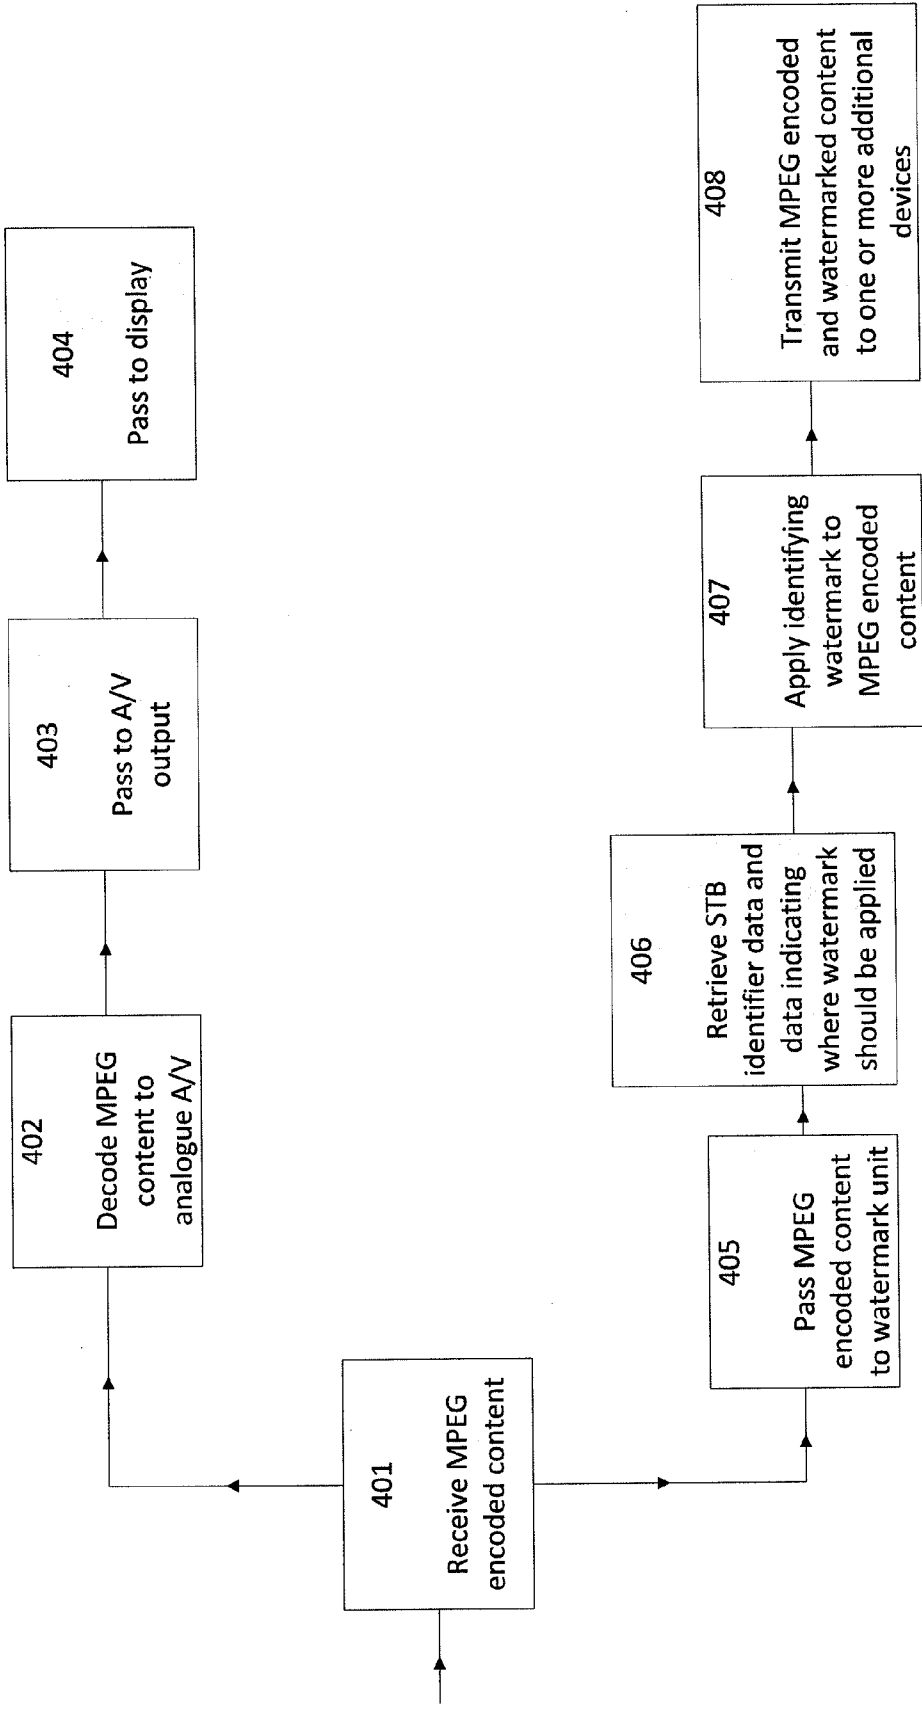 401
Receive MPEG
encoded content
402
Decode MPEG
content to
analogue A/V
403
Pass to A/V
output
404
Pass to display
405
Pass MPEG
encoded content
to watermark unit
406
Retrieve STB
identifier data and
data indicating
where watermark
should be applied
407
Apply identifying
watermark to
MPEG encoded
content
408
Transmit MPEG encoded
and watermarked content
to one or more additional
devices